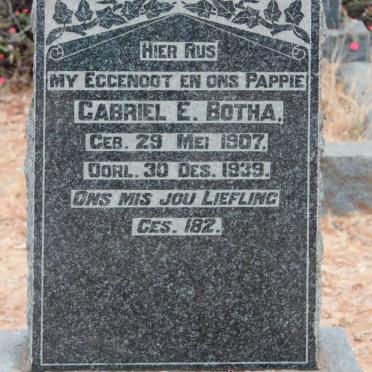 HIER RUS
MY EGGENOOT EN ONS PAPPIE
GABRIEL E. BOTHA,
GEB. 29 MEI 1907,
OORL. 30 DES. 1939.
ONS MIS JOU LIEFLING
GES. 182.